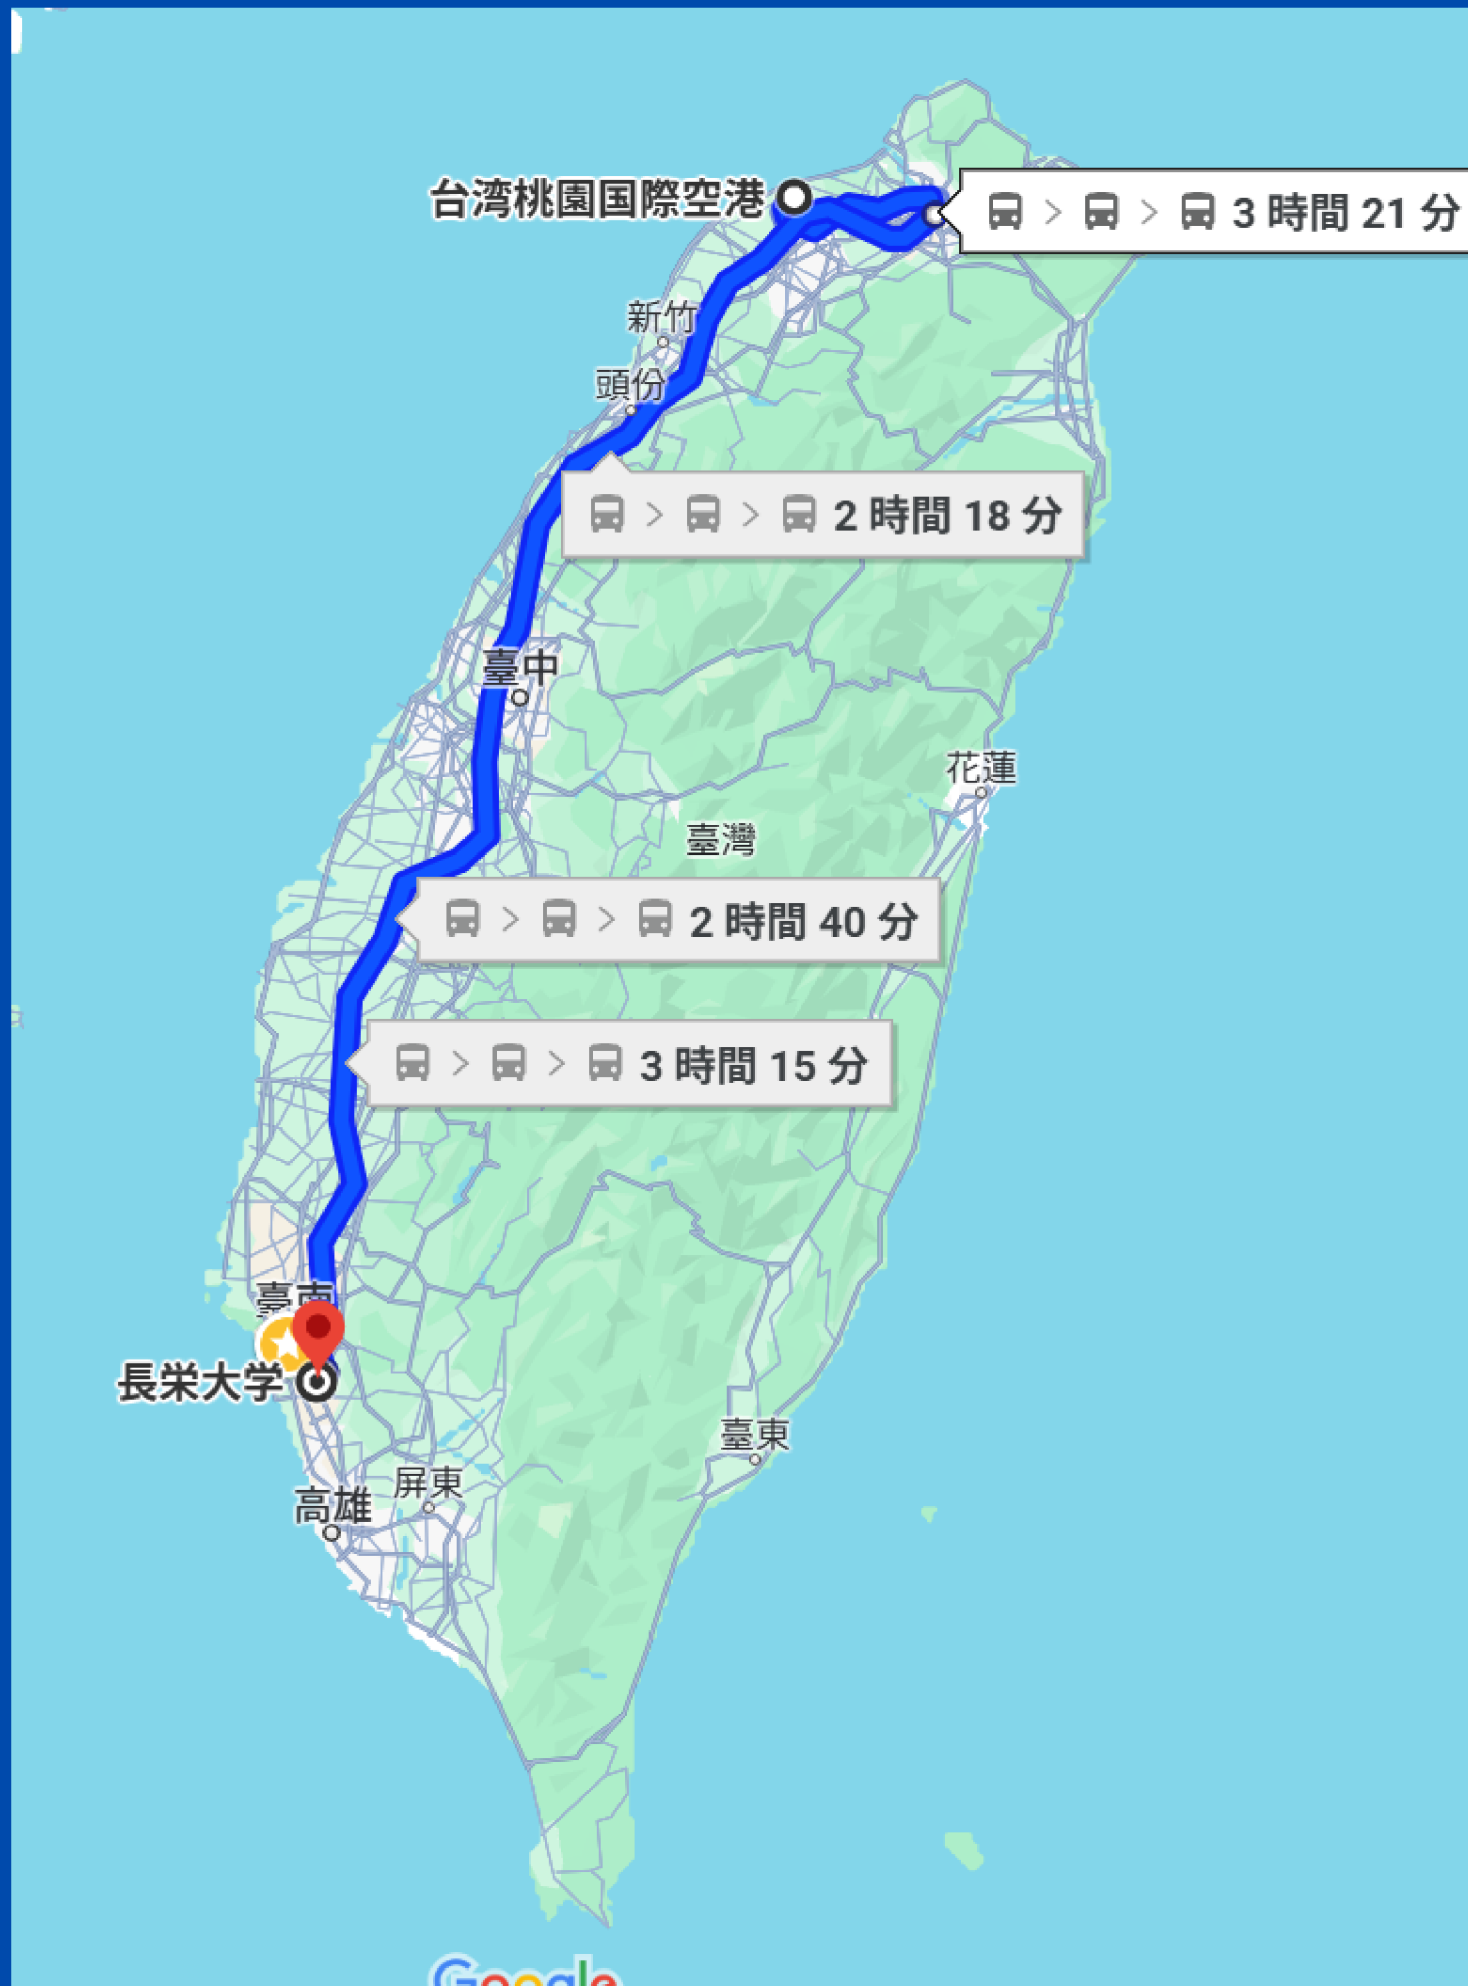 台湾桃園国際空港
3 時間 21 分
新竹
頭份
2 時間 18 分
臺中
花蓮
臺灣
2 時間 40 分
3 時間 15 分
臺南
長栄大学
臺東
屏東
高雄
Google